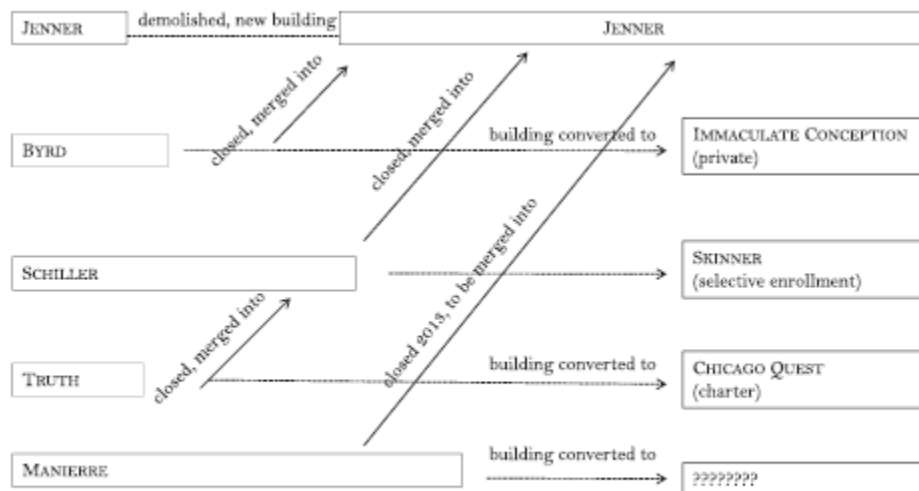 JENNER
demolished, new building
JENNER
closed, merged into
closed, merged into
BYRD
building converted to
IMMACULATE CONCEPTION
(private)
SCHILLER
SKINNER
(selective enrollment)
closed, merged into
closed 2013, to be merged into
TRUTH
building converted to
CHICAGO QUEST
(charter)
MANIERRE
building converted to
????????